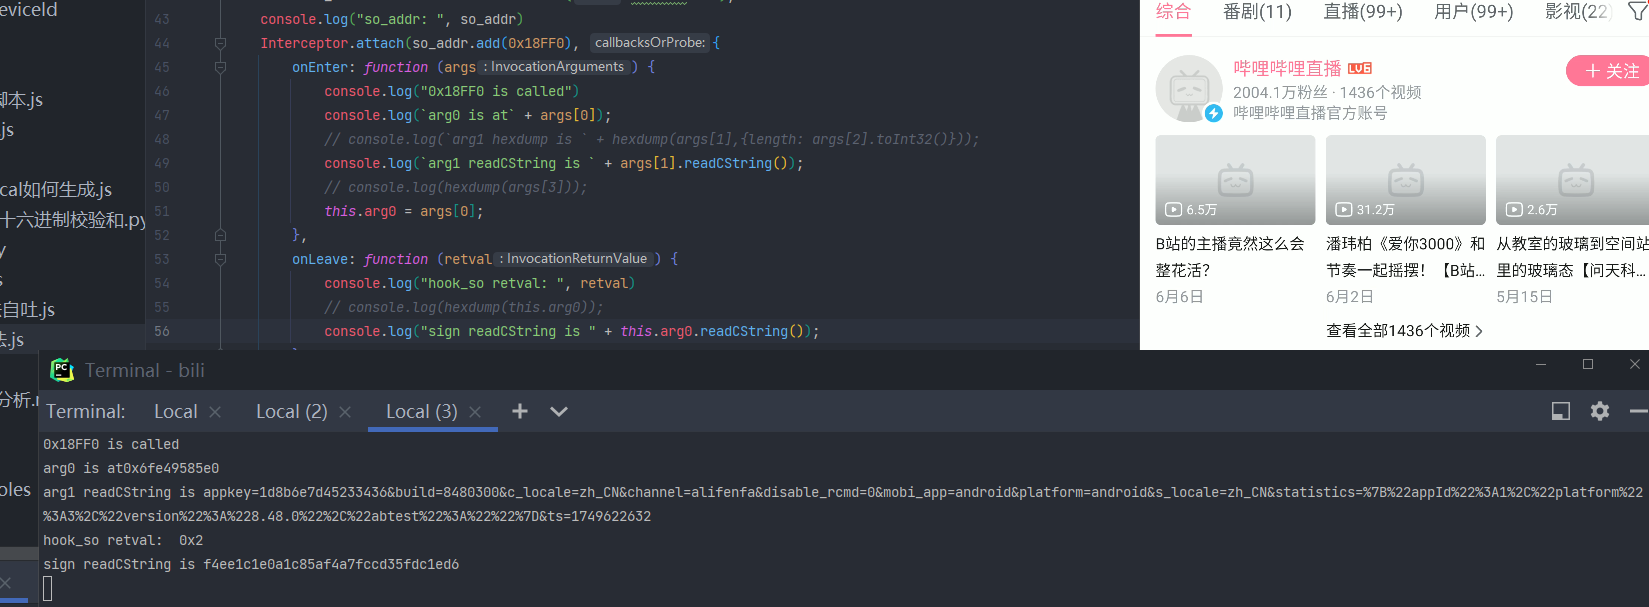 eviceId
脚本.js
js
cal如何生成.js
十六进制校验和.py
y
s
自吐.js
法.js
分析.r
oles
43 console.log("so_addr: ", so_addr)
44 Interceptor.attach(so_addr.add(0x18FF0), callbacksOrProbe: {
45 onEnter: function (args : InvocationArguments ) {
46 console.log("0x18FF0 is called")
47 console.log(`arg0 is at` + args[0]);
48 // console.log(`arg1 hexdump is ` + hexdump(args[1],{length: args[2].toInt32()}));
49 console.log(`arg1 readCString is ` + args[1].readCString());
50 // console.log(hexdump(args[3]));
51 this.arg0 = args[0];
52 },
53 onLeave: function (retval : InvocationReturnValue ) {
54 console.log("hook_so retval: ", retval)
55 // console.log(hexdump(this.arg0));
56 console.log("sign readCString is " + this.arg0.readCString());
综合 番剧(11) 直播(99+) 用户(99+) 影视(22)
哔哩哔哩直播 LV6
2004.1万粉丝 · 1436个视频
哔哩哔哩直播官方账号
＋ 关注
6.5万 31.2万 2.6万
B站的主播竟然这么会 潘玮柏《爱你3000》和 从教室的玻璃到空间站
整花活？ 节奏一起摇摆！【B站... 里的玻璃态【问天科...
6月6日 6月2日 5月15日
查看全部1436个视频 >
PC Terminal - bili
Terminal: Local Local (2) Local (3)
0x18FF0 is called
arg0 is at0x6fe49585e0
arg1 readCString is appkey=1d8b6e7d45233436&build=8480300&c_locale=zh_CN&channel=alifenfa&disable_rcmd=0&mobi_app=android&platform=android&s_locale=zh_CN&statistics=%7B%22appId%22%3A1%2C%22platform%22
%3A3%2C%22version%22%3A%228.48.0%22%2C%22abtest%22%3A%22%22%7D&ts=1749622632
hook_so retval:  0x2
sign readCString is f4ee1c1e0a1c85af4a7fccd35fdc1ed6